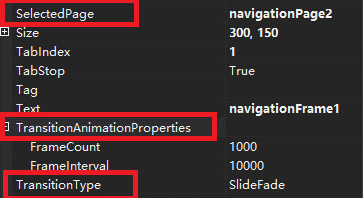 SelectedPage navigationPage2
Size 300, 150
TabIndex 1
TabStop True
Tag
Text navigationFrame1
TransitionAnimationProperties
FrameCount 1000
FrameInterval 10000
TransitionType SlideFade